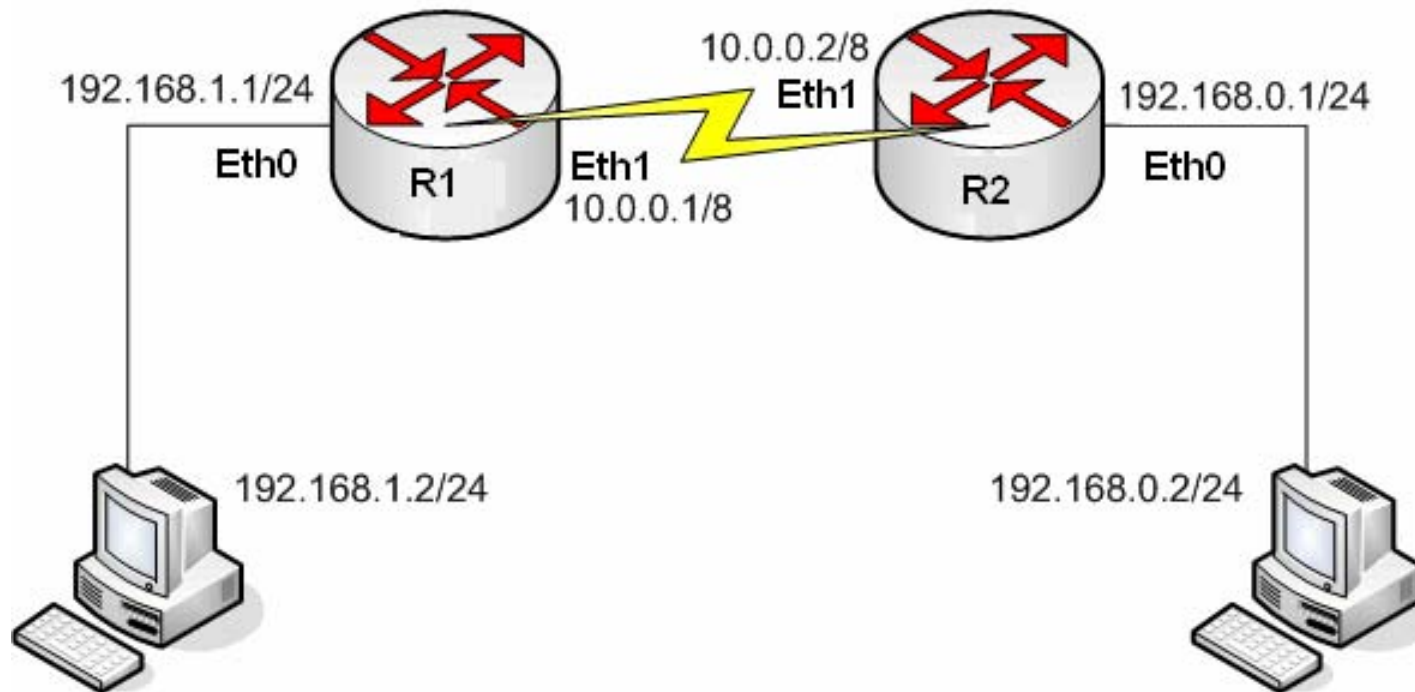 192.168.1.1/24
Eth0
R1
Eth1
10.0.0.1/8
10.0.0.2/8
Eth1
R2
192.168.0.1/24
Eth0
192.168.1.2/24
192.168.0.2/24